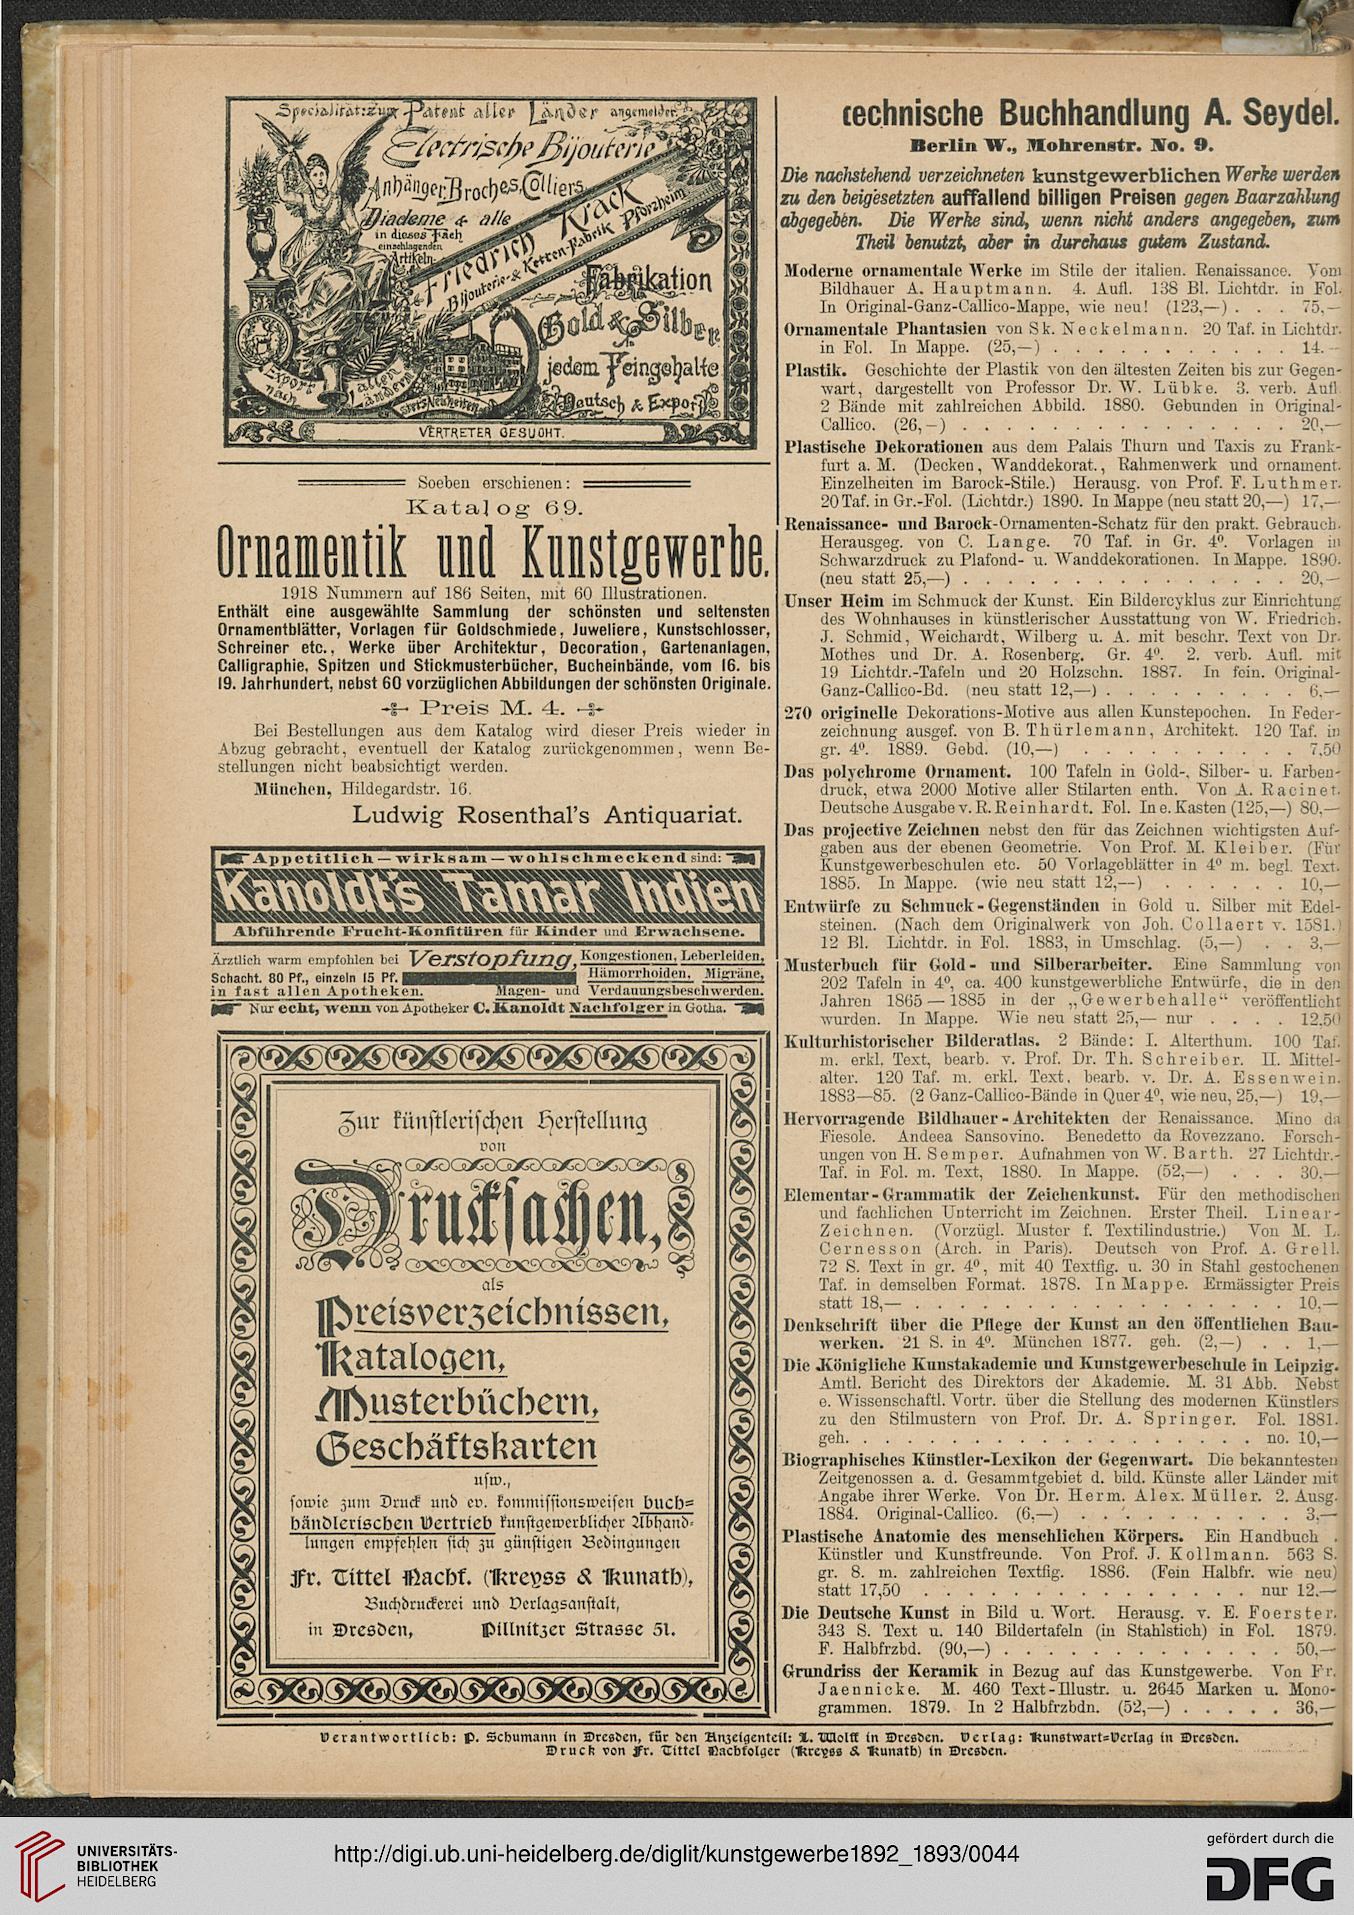 Specialität: zum Patent aller Länder angemeldet
Electrische Bijouterie
Anhänger, Broches, Colliers
Diademe & alle
in dieses Fach
einschlagenden
Artikeln
Friedrich Krack
Bijouterie- & Ketten-Fabrik Pforzheim
Fabrikation
Gold & Silber
jedem Feingehalte
Deutsch & Export
Export
nach
allen
Ländern
stets Neuheiten
VERTRETER GESUCHT.
Soeben erschienen:
Katalog 69.
Ornamentik und Kunstgewerbe.
1918 Nummern auf 186 Seiten, mit 60 Illustrationen.
Enthält eine ausgewählte Sammlung der schönsten und seltensten
Ornamentblätter, Vorlagen für Goldschmiede, Juweliere, Kunstschlosser,
Schreiner etc., Werke über Architektur, Decoration, Gartenanlagen,
Calligraphie, Spitzen und Stickmusterbücher, Bucheinbände, vom 16. bis
19. Jahrhundert, nebst 60 vorzüglichen Abbildungen der schönsten Originale.
Preis M. 4.
Bei Bestellungen aus dem Katalog wird dieser Preis wieder in
Abzug gebracht, eventuell der Katalog zurückgenommen, wenn Be-
stellungen nicht beabsichtigt werden.
München, Hildegardstr. 16.
Ludwig Rosenthal's Antiquariat.
Appetitlich — wirksam — wohlschmeckend sind:
Kanoldt's Tamar Indien
Abführende Frucht-Konfitüren für Kinder und Erwachsene.
Ärztlich warm empfohlen bei Verstopfung, Kongestionen, Leberleiden,
Schacht. 80 Pf., einzeln 15 Pf. Hämorrhoiden, Migräne,
in fast allen Apotheken. Magen- und Verdauungsbeschwerden.
Nur echt, wenn von Apotheker C. Kanoldt Nachfolger in Gotha.
Zur künstlerischen Herstellung
von
Drucksachen,
als
Preisverzeichnissen,
Katalogen,
Musterbüchern,
Geschäftskarten
usw.,
sowie zum Druck und ev. kommissionsweisen buch-
händlerischen Vertrieb kunstgewerblicher Abhand-
lungen empfehlen sich zu günstigen Bedingungen
Fr. Tittel Nachf. (Kreyss & Kunath),
Buchdruckerei und Verlagsanstalt,
in Dresden, Pillnitzer Strasse 51.
technische Buchhandlung A. Seydel.
Berlin W., Mohrenstr. No. 9.
Die nachstehend verzeichneten kunstgewerblichen Werke werden
zu den beigesetzten auffallend billigen Preisen gegen Baarzahlung
abgegeben. Die Werke sind, wenn nicht anders angegeben, zum
Theil benutzt, aber in durchaus gutem Zustand.
Moderne ornamentale Werke im Stile der italien. Renaissance. Vom
Bildhauer A. Hauptmann. 4. Aufl. 138 Bl. Lichtdr. in Fol.
In Original-Ganz-Callico-Mappe, wie neu! (123,—) . . . 75,—
Ornamentale Phantasien von Sk. Neckelmann. 20 Taf. in Lichtdr.
in Fol. In Mappe. (25,—) . . . . . . . . . . . 14.—
Plastik. Geschichte der Plastik von den ältesten Zeiten bis zur Gegen-
wart, dargestellt von Professor Dr. W. Lübke. 3. verb. Aufl
2 Bände mit zahlreichen Abbild. 1880. Gebunden in Original-
Callico. (26,—) . . . . . . . . . . . . . . . 20,—
Plastische Dekorationen aus dem Palais Thurn und Taxis zu Frank-
furt a. M. (Decken, Wanddekorat., Rahmenwerk und ornament.
Einzelheiten im Barock-Stile.) Herausg. von Prof. F. Luthmer.
20 Taf. in Gr.-Fol. (Lichtdr.) 1890. In Mappe (neu statt 20,—) 17,—
Renaissance- und Barock-Ornamenten-Schatz für den prakt. Gebrauch.
Herausgeg. von C. Lange. 70 Taf. in Gr. 4⁰. Vorlagen in
Schwarzdruck zu Plafond- u. Wanddekorationen. In Mappe. 1890.
(neu statt 25,—) . . . . . . . . . . . . . . . 20,—
Unser Heim im Schmuck der Kunst. Ein Bildercyklus zur Einrichtung
des Wohnhauses in künstlerischer Ausstattung von W. Friedrich,
J. Schmid, Weichardt, Wilberg u. A. mit beschr. Text von Dr.
Mothes und Dr. A. Rosenberg. Gr. 4⁰. 2. verb. Aufl. mit
19 Lichtdr.-Tafeln und 20 Holzschn. 1887. In fein. Original-
Ganz-Callico-Bd. (neu statt 12,—) . . . . . . . . . 6,—
270 originelle Dekorations-Motive aus allen Kunstepochen. In Feder-
zeichnung ausgef. von B. Thürlemann, Architekt. 120 Taf. in
gr. 4⁰. 1889. Gebd. (10,—) . . . . . . . . . . 7,50
Das polychrome Ornament. 100 Tafeln in Gold-, Silber- u. Farben-
druck, etwa 2000 Motive aller Stilarten enth. Von A. Racinet.
Deutsche Ausgabe v. R. Reinhardt. Fol. In e. Kasten (125,—) 80,—
Das projective Zeichnen nebst den für das Zeichnen wichtigsten Auf-
gaben aus der ebenen Geometrie. Von Prof. M. Kleiber. (Für
Kunstgewerbeschulen etc. 50 Vorlageblätter in 4⁰ m. begl. Text.
1885. In Mappe. (wie neu statt 12,—) . . . . . . 10,—
Entwürfe zu Schmuck-Gegenständen in Gold u. Silber mit Edel-
steinen. (Nach dem Originalwerk von Joh. Collaert v. 1581.)
12 Bl. Lichtdr. in Fol. 1883, in Umschlag. (5,—) . . 3,—
Musterbuch für Gold- und Silberarbeiter. Eine Sammlung von
202 Tafeln in 4⁰, ca. 400 kunstgewerbliche Entwürfe, die in den
Jahren 1865—1885 in der „Gewerbehalle“ veröffentlicht
wurden. In Mappe. Wie neu statt 25,— nur . . . . 12,50
Kulturhistorischer Bilderatlas. 2 Bände: I. Alterthum. 100 Taf.
m. erkl. Text, bearb. v. Prof. Dr. Th. Schreiber. II. Mittel-
alter. 120 Taf. m. erkl. Text, bearb. v. Dr. A. Essenwein.
1883—85. (2 Ganz-Callico-Bände in Quer 4⁰, wie neu, 25,—) 19,—
Hervorragende Bildhauer-Architekten der Renaissance. Mino da
Fiesole. Andeea Sansovino. Benedetto da Rovezzano. Forsch-
ungen von H. Semper. Aufnahmen von W. Barth. 27 Lichtdr.-
Taf. in Fol. m. Text, 1880. In Mappe. (52,—) . . . 30,—
Elementar-Grammatik der Zeichenkunst. Für den methodischen
und fachlichen Unterricht im Zeichnen. Erster Theil. Linear-
Zeichnen. (Vorzügl. Muster f. Textilindustrie.) Von M. L.
Cernesson (Arch. in Paris). Deutsch von Prof. A. Grell.
72 S. Text in gr. 4⁰, mit 40 Textfig. u. 30 in Stahl gestochenen
Taf. in demselben Format. 1878. In Mappe. Ermässigter Preis
statt 18,— . . . . . . . . . . . . . . . . . 10,—
Denkschrift über die Pflege der Kunst an den öffentlichen Bau-
werken. 21 S. in 4⁰. München 1877. geh. (2,—) . . 1,—
Die Königliche Kunstakademie und Kunstgewerbeschule in Leipzig.
Amtl. Bericht des Direktors der Akademie. M. 31 Abb. Nebst
e. Wissenschaftl. Vortr. über die Stellung des modernen Künstlers
zu den Stilmustern von Prof. Dr. A. Springer. Fol. 1881.
geh. . . . . . . . . . . . . . . . . . . no. 10,—
Biographisches Künstler-Lexikon der Gegenwart. Die bekanntesten
Zeitgenossen a. d. Gesammtgebiet d. bild. Künste aller Länder mit
Angabe ihrer Werke. Von Dr. Herm. Alex. Müller. 2. Ausg.
1884. Original-Callico. (6,—) . . . . . . . . . . 3,—
Plastische Anatomie des menschlichen Körpers. Ein Handbuch .
Künstler und Kunstfreunde. Von Prof. J. Kollmann. 563 S.
gr. 8. m. zahlreichen Textfig. 1886. (Fein Halbfr. wie neu)
statt 17,50 . . . . . . . . . . . . . . . nur 12.—
Die Deutsche Kunst in Bild u. Wort. Herausg. v. E. Foerster.
343 S. Text u. 140 Bildertafeln (in Stahlstich) in Fol. 1879.
F. Halbfrzbd. (90,—) . . . . . . . . . . . . . 50,—
Grundriss der Keramik in Bezug auf das Kunstgewerbe. Von Fr.
Jaennicke. M. 460 Text-Illustr. u. 2645 Marken u. Mono-
grammen. 1879. In 2 Halbfrzbdn. (52,—) . . . . . 36,—
Verantwortlich: P. Schumann in Dresden, für den Anzeigenteil: L. Wolff in Dresden. Verlag: Kunstwart-Verlag in Dresden.
Druck von Fr. Tittel Nachfolger (Kreyss & Kunath) in Dresden.
UNIVERSITÄTS-
BIBLIOTHEK
HEIDELBERG
http://digi.ub.uni-heidelberg.de/diglit/kunstgewerbe1892_1893/0044
gefördert durch die
DFG